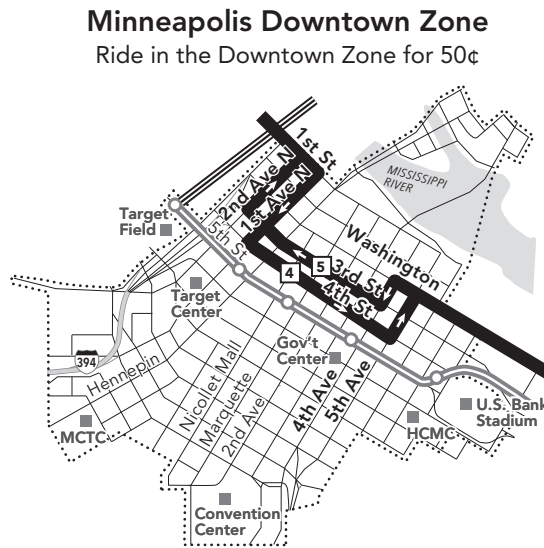 Minneapolis Downtown Zone
Ride in the Downtown Zone for 50¢
1st St
2nd Ave N
1st Ave N
MISSISSIPPI
RIVER
Target
Field
5th St
Washington
4
5
3rd St
4th St
Target
Center
Gov't
Center
394
Hennepin
Nicollet Mall
Marquette
2nd Ave
4th Ave
5th Ave
U.S. Bank
Stadium
MCTC
HCMC
Convention
Center